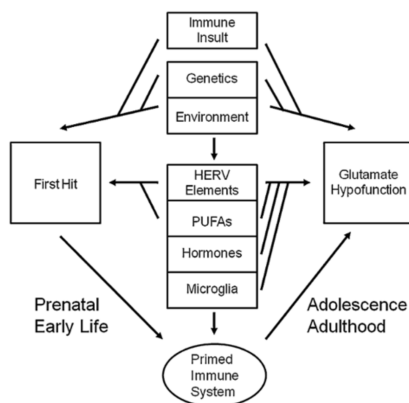 Immune
Insult
Genetics
Environment
First Hit
HERV
Elements
PUFAs
Hormones
Microglia
Glutamate
Hypofunction
Prenatal
Early Life
Adolescence
Adulthood
Primed
Immune
System